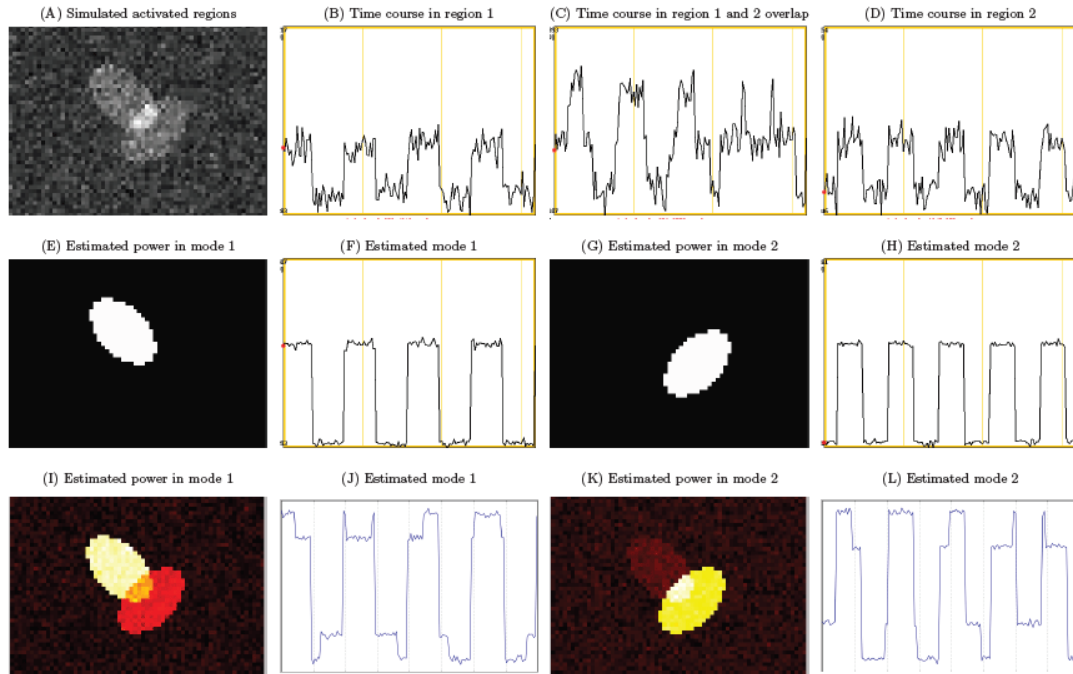 (A) Simulated activated regions
(B) Time course in region 1
(C) Time course in region 1 and 2 overlap
(D) Time course in region 2
(E) Estimated power in mode 1
(F) Estimated mode 1
(G) Estimated power in mode 2
(H) Estimated mode 2
(I) Estimated power in mode 1
(J) Estimated mode 1
(K) Estimated power in mode 2
(L) Estimated mode 2